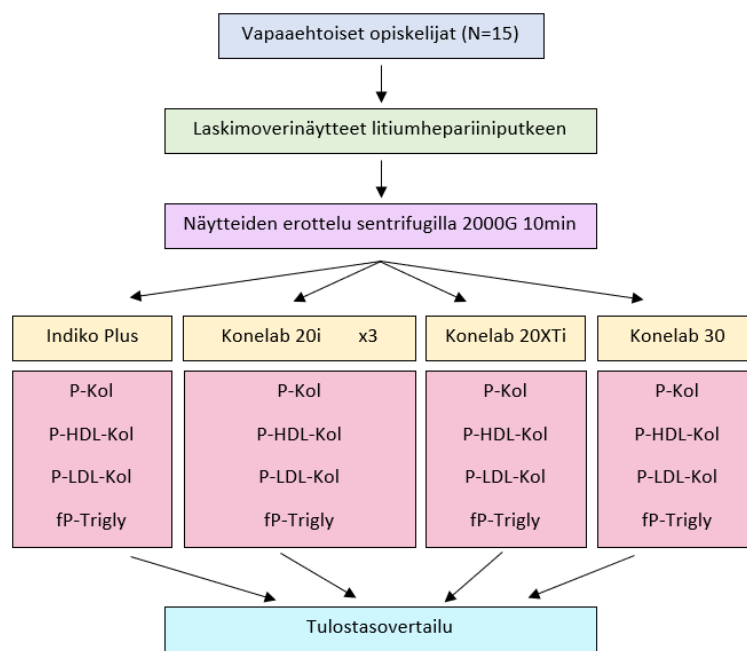 Vapaaehtoiset opiskelijat (N=15)
Laskimoverinäytteet litiumhepariiniputkeen
Näytteiden erottelu sentrifugilla 2000G 10min
Indiko Plus
Konelab 20i x3
Konelab 20XTi
Konelab 30
P-Kol
P-HDL-Kol
P-LDL-Kol
fP-Trigly
P-Kol
P-HDL-Kol
P-LDL-Kol
fP-Trigly
P-Kol
P-HDL-Kol
P-LDL-Kol
fP-Trigly
P-Kol
P-HDL-Kol
P-LDL-Kol
fP-Trigly
Tulostasovertailu